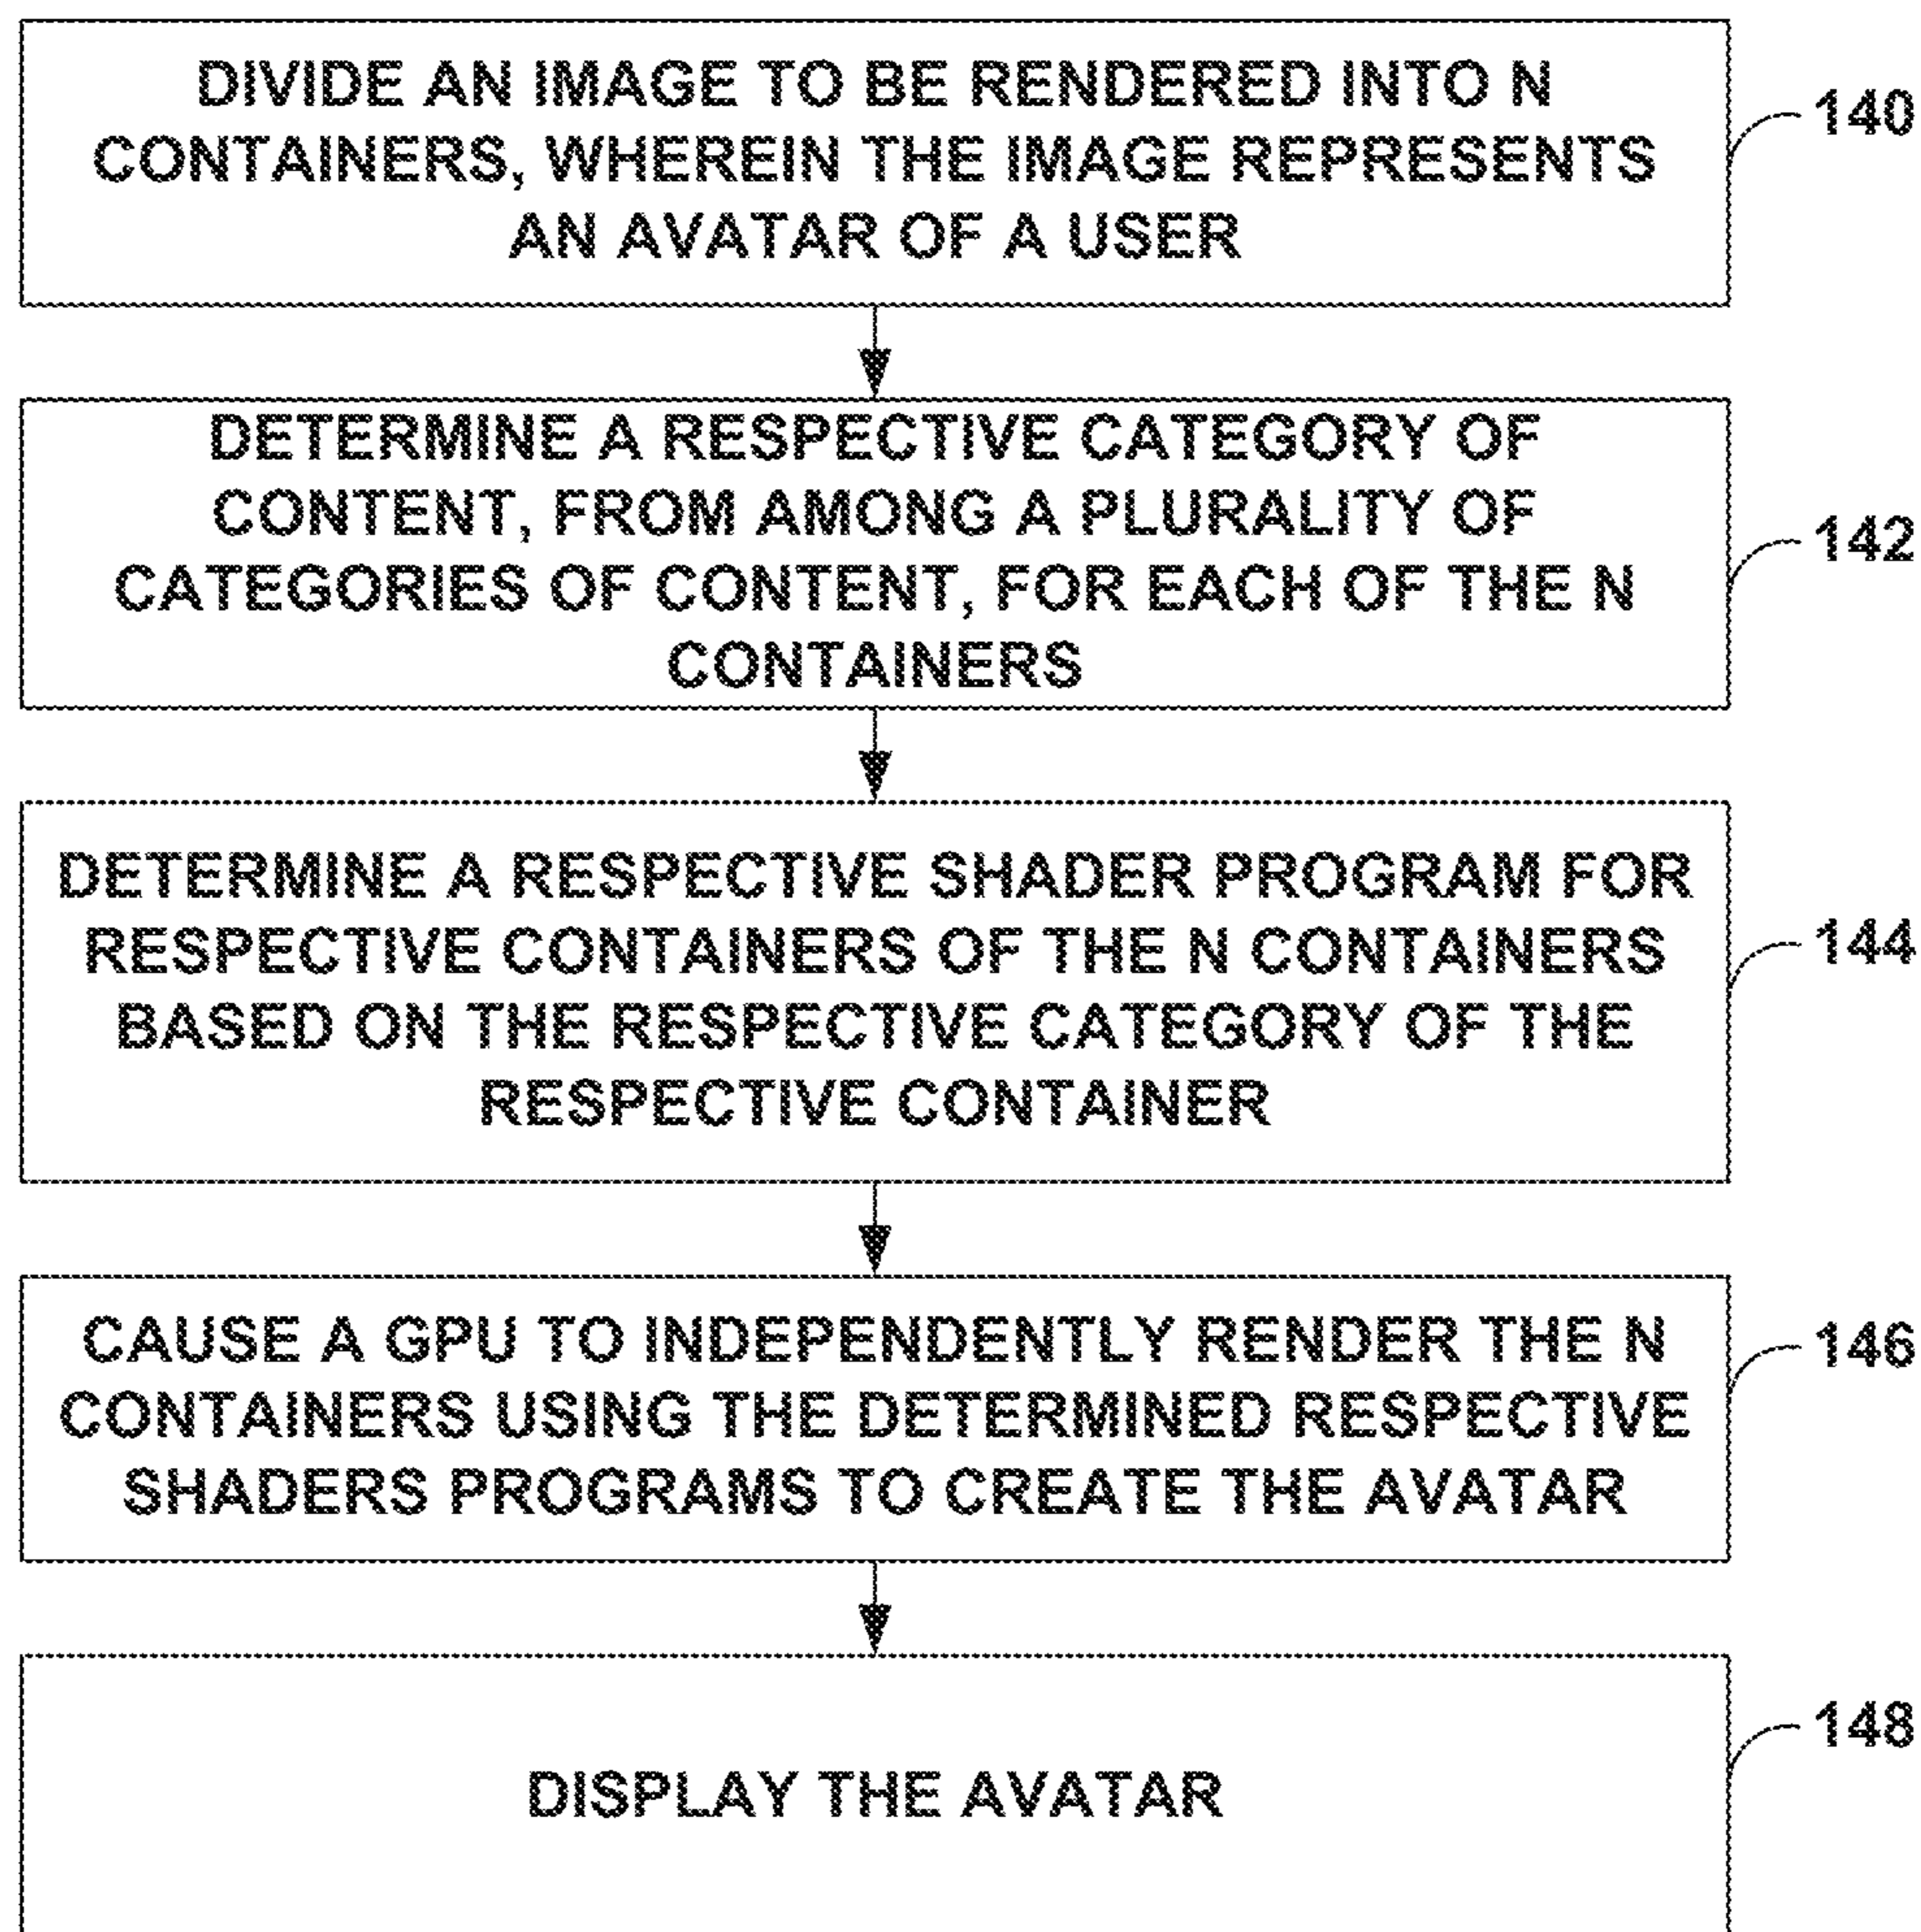 DIVIDE AN IMAGE TO BE RENDERED INTO N
CONTAINERS, WHEREIN THE IMAGE REPRESENTS
AN AVATAR OF A USER
140
DETERMINE A RESPECTIVE CATEGORY OF
CONTENT, FROM AMONG A PLURALITY OF
CATEGORIES OF CONTENT, FOR EACH OF THE N
CONTAINERS
142
DETERMINE A RESPECTIVE SHADER PROGRAM FOR
RESPECTIVE CONTAINERS OF THE N CONTAINERS
BASED ON THE RESPECTIVE CATEGORY OF THE
RESPECTIVE CONTAINER
144
CAUSE A GPU TO INDEPENDENTLY RENDER THE N
CONTAINERS USING THE DETERMINED RESPECTIVE
SHADERS PROGRAMS TO CREATE THE AVATAR
146
DISPLAY THE AVATAR
148